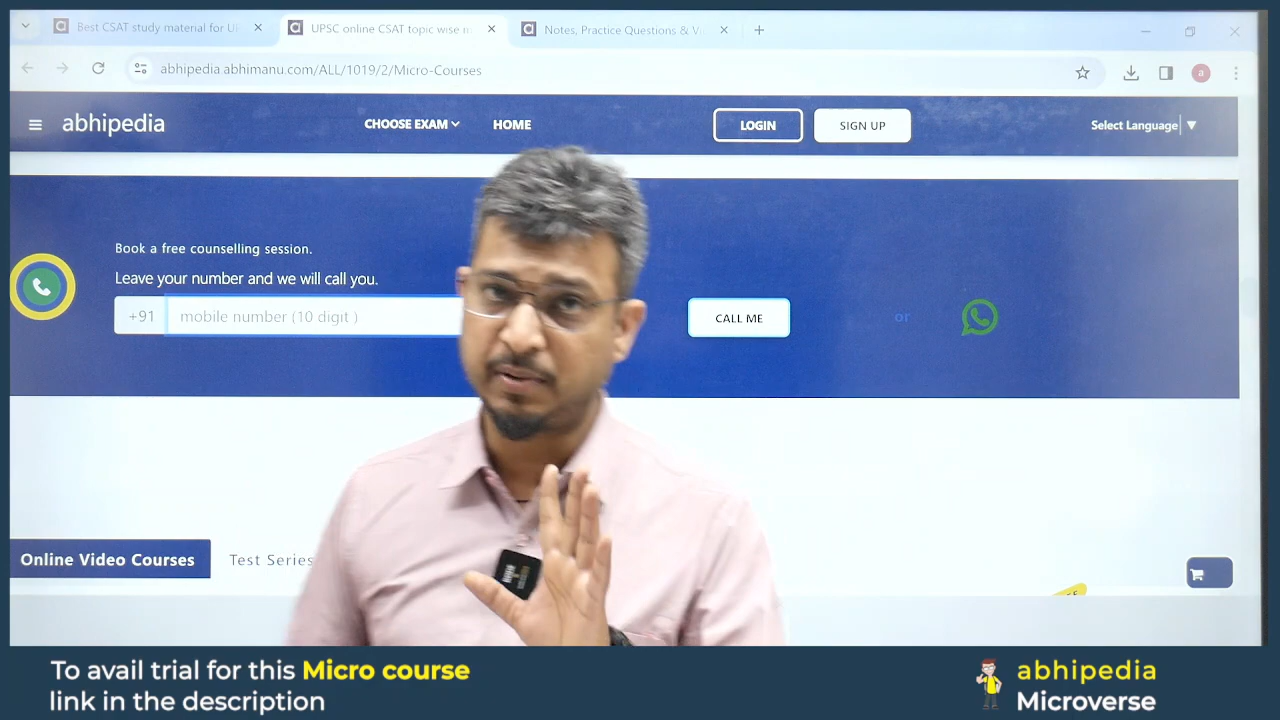 Best CSAT study material for U
UPSC online CSAT topic wise n
Notes, Practice Questions & V
abhipedia.abhimanu.com/ALL/1019/2/Micro-Courses
a
abhipedia
CHOOSE EXAM
HOME
LOGIN
SIGN UP
Select Language
Book a free counselling session.
Leave your number and we will call you.
+91
mobile number (10 digit )
CALL ME
or
Online Video Courses
Test Series
To avail trial for this Micro course
link in the description
abhipedia
Microverse